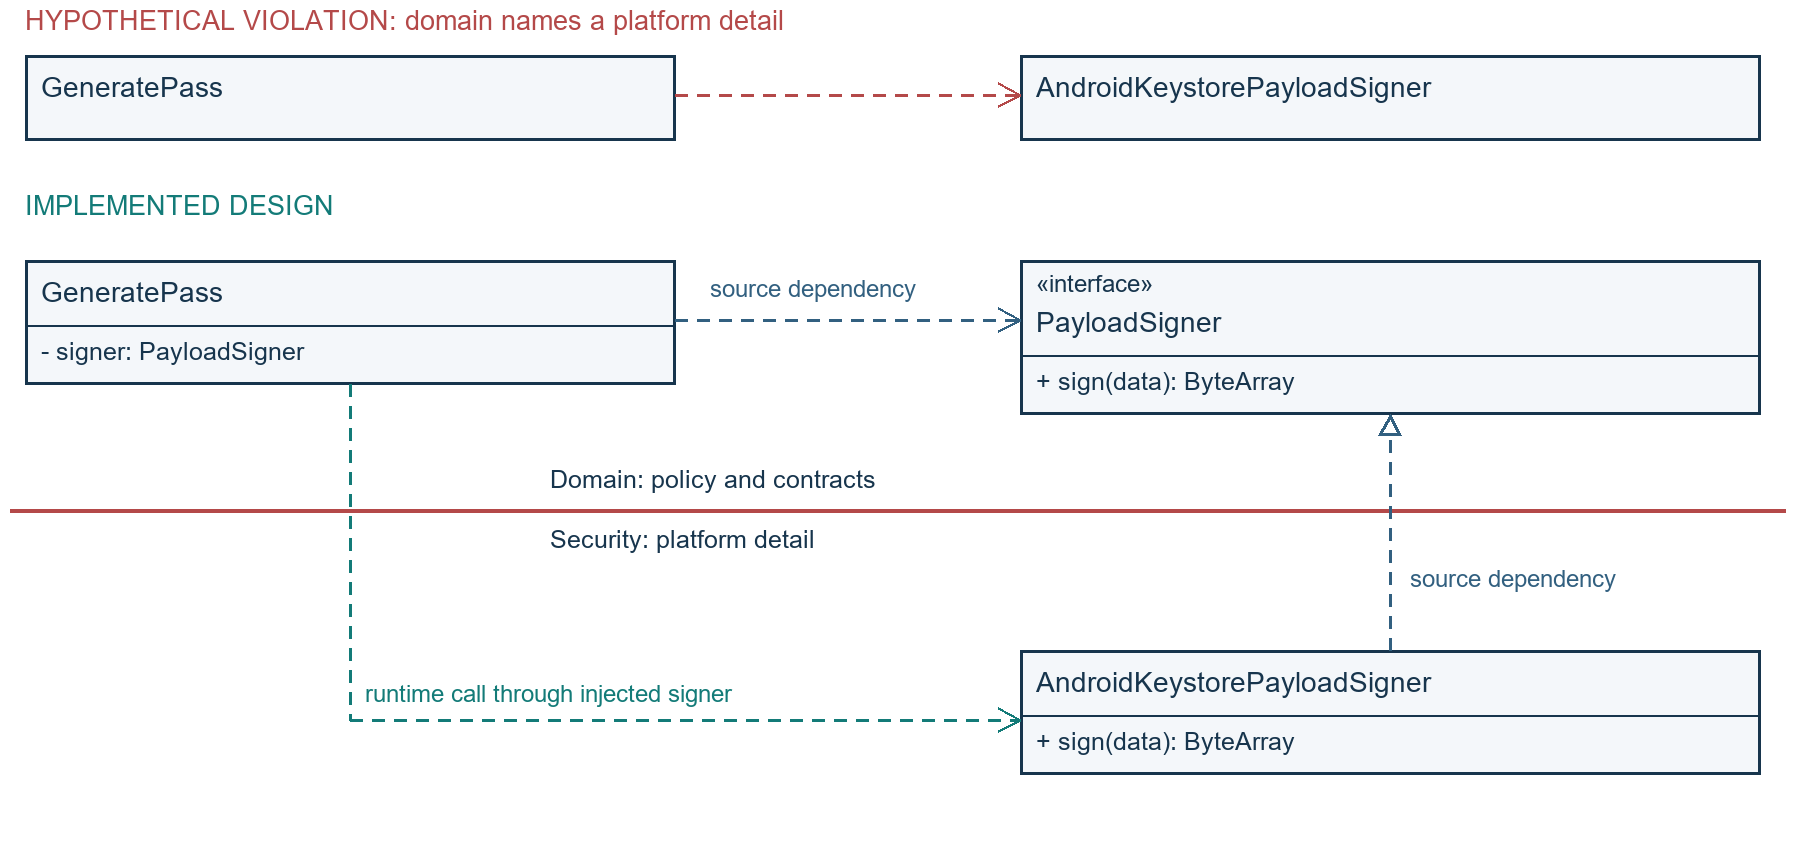 HYPOTHETICAL VIOLATION: domain names a platform detail
GeneratePass
AndroidKeystorePayloadSigner
IMPLEMENTED DESIGN
GeneratePass
- signer: PayloadSigner
source dependency
«interface»
PayloadSigner
+ sign(data): ByteArray
Domain: policy and contracts
Security: platform detail
source dependency
runtime call through injected signer
AndroidKeystorePayloadSigner
+ sign(data): ByteArray